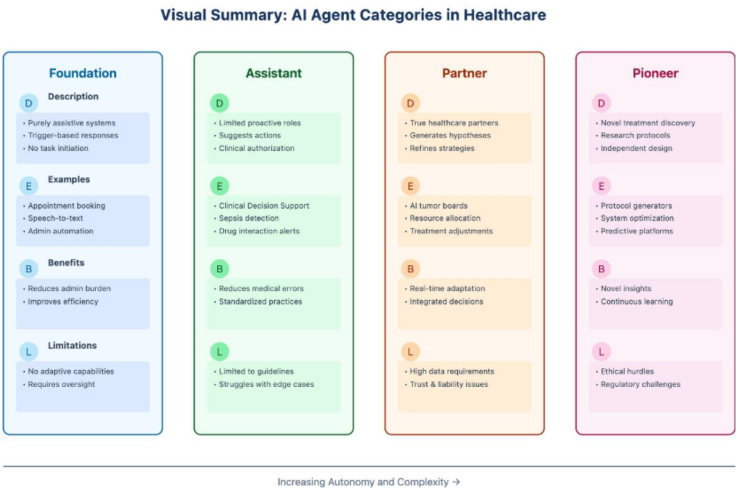 Visual Summary: AI Agent Categories in Healthcare
Foundation
D Description
• Purely assistive systems
• Trigger-based responses
• No task initiation
E Examples
• Appointment booking
• Speech-to-text
• Admin automation
B Benefits
• Reduces admin burden
• Improves efficiency
L Limitations
• No adaptive capabilities
• Requires oversight
Assistant
D
• Limited proactive roles
• Suggests actions
• Clinical authorization
E
• Clinical Decision Support
• Sepsis detection
• Drug interaction alerts
B
• Reduces medical errors
• Standardized practices
L
• Limited to guidelines
• Struggles with edge cases
Partner
D
• True healthcare partners
• Generates hypotheses
• Refines strategies
E
• AI tumor boards
• Resource allocation
• Treatment adjustments
B
• Real-time adaptation
• Integrated decisions
L
• High data requirements
• Trust & liability issues
Pioneer
D
• Novel treatment discovery
• Research protocols
• Independent design
E
• Protocol generators
• System optimization
• Predictive platforms
B
• Novel insights
• Continuous learning
L
• Ethical hurdles
• Regulatory challenges
Increasing Autonomy and Complexity →